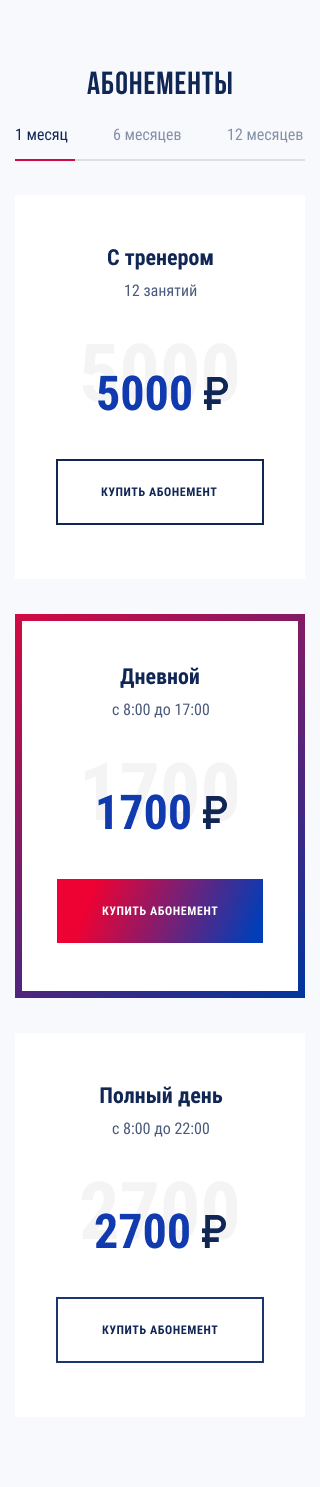 АБОНЕМЕНТЫ
1 месяц 6 месяцев 12 месяцев
С тренером
12 занятий
5000
5000 ₽
КУПИТЬ АБОНЕМЕНТ
Дневной
с 8:00 до 17:00
1700
1700 ₽
КУПИТЬ АБОНЕМЕНТ
Полный день
с 8:00 до 22:00
2700
2700 ₽
КУПИТЬ АБОНЕМЕНТ